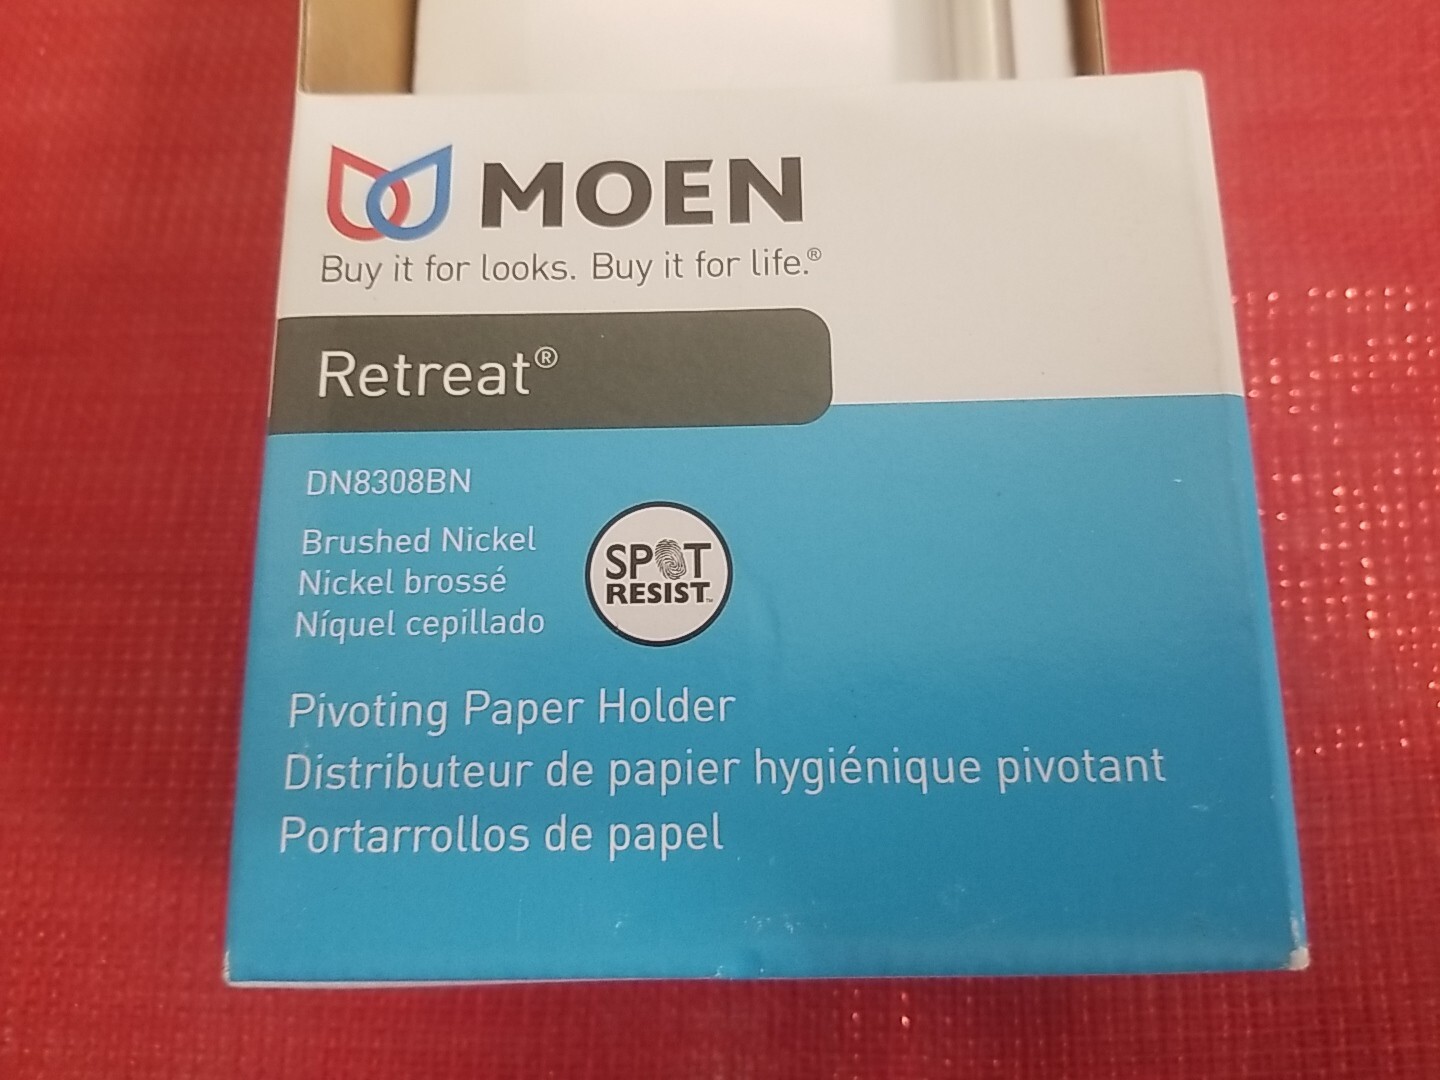 MOEN
Buy it for looks. Buy it for life.®
Retreat®
DN8308BN
Brushed Nickel
Nickel brossé
Níquel cepillado
SPOT
RESIST™
Pivoting Paper Holder
Distributeur de papier hygiénique pivotant
Portarrollos de papel